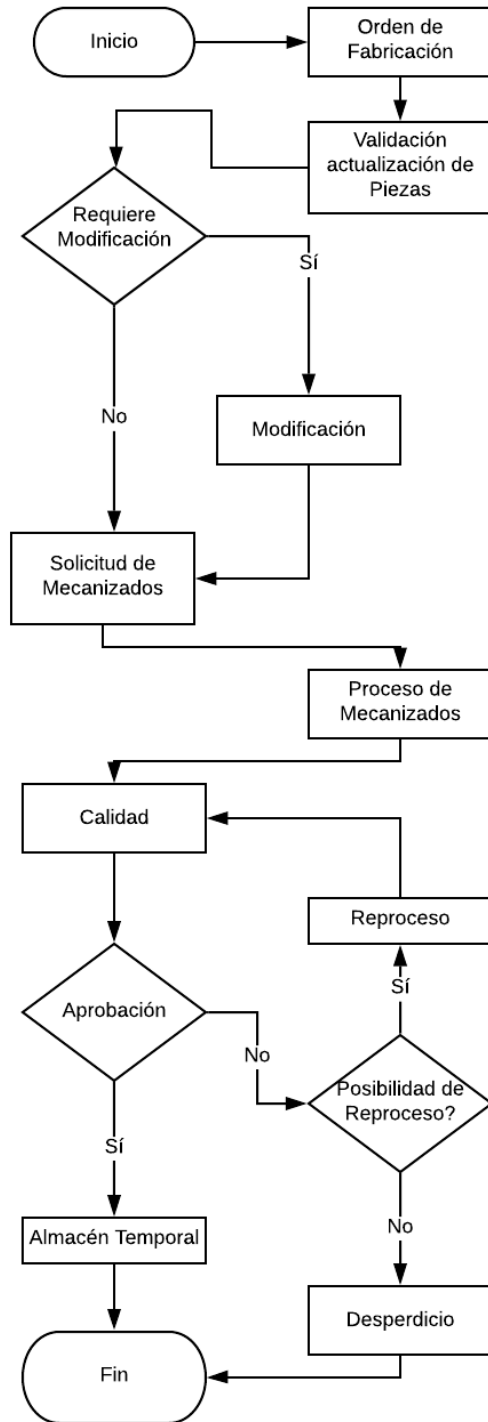 Inicio
Orden de
Fabricación
Validación
actualización de
Piezas
Requiere
Modificación
Sí
No
Modificación
Solicitud de
Mecanizados
Proceso de
Mecanizados
Calidad
Reproceso
Aprobación
Sí
No
Posibilidad de
Reproceso?
Sí
No
Almacén Temporal
Desperdicio
Fin